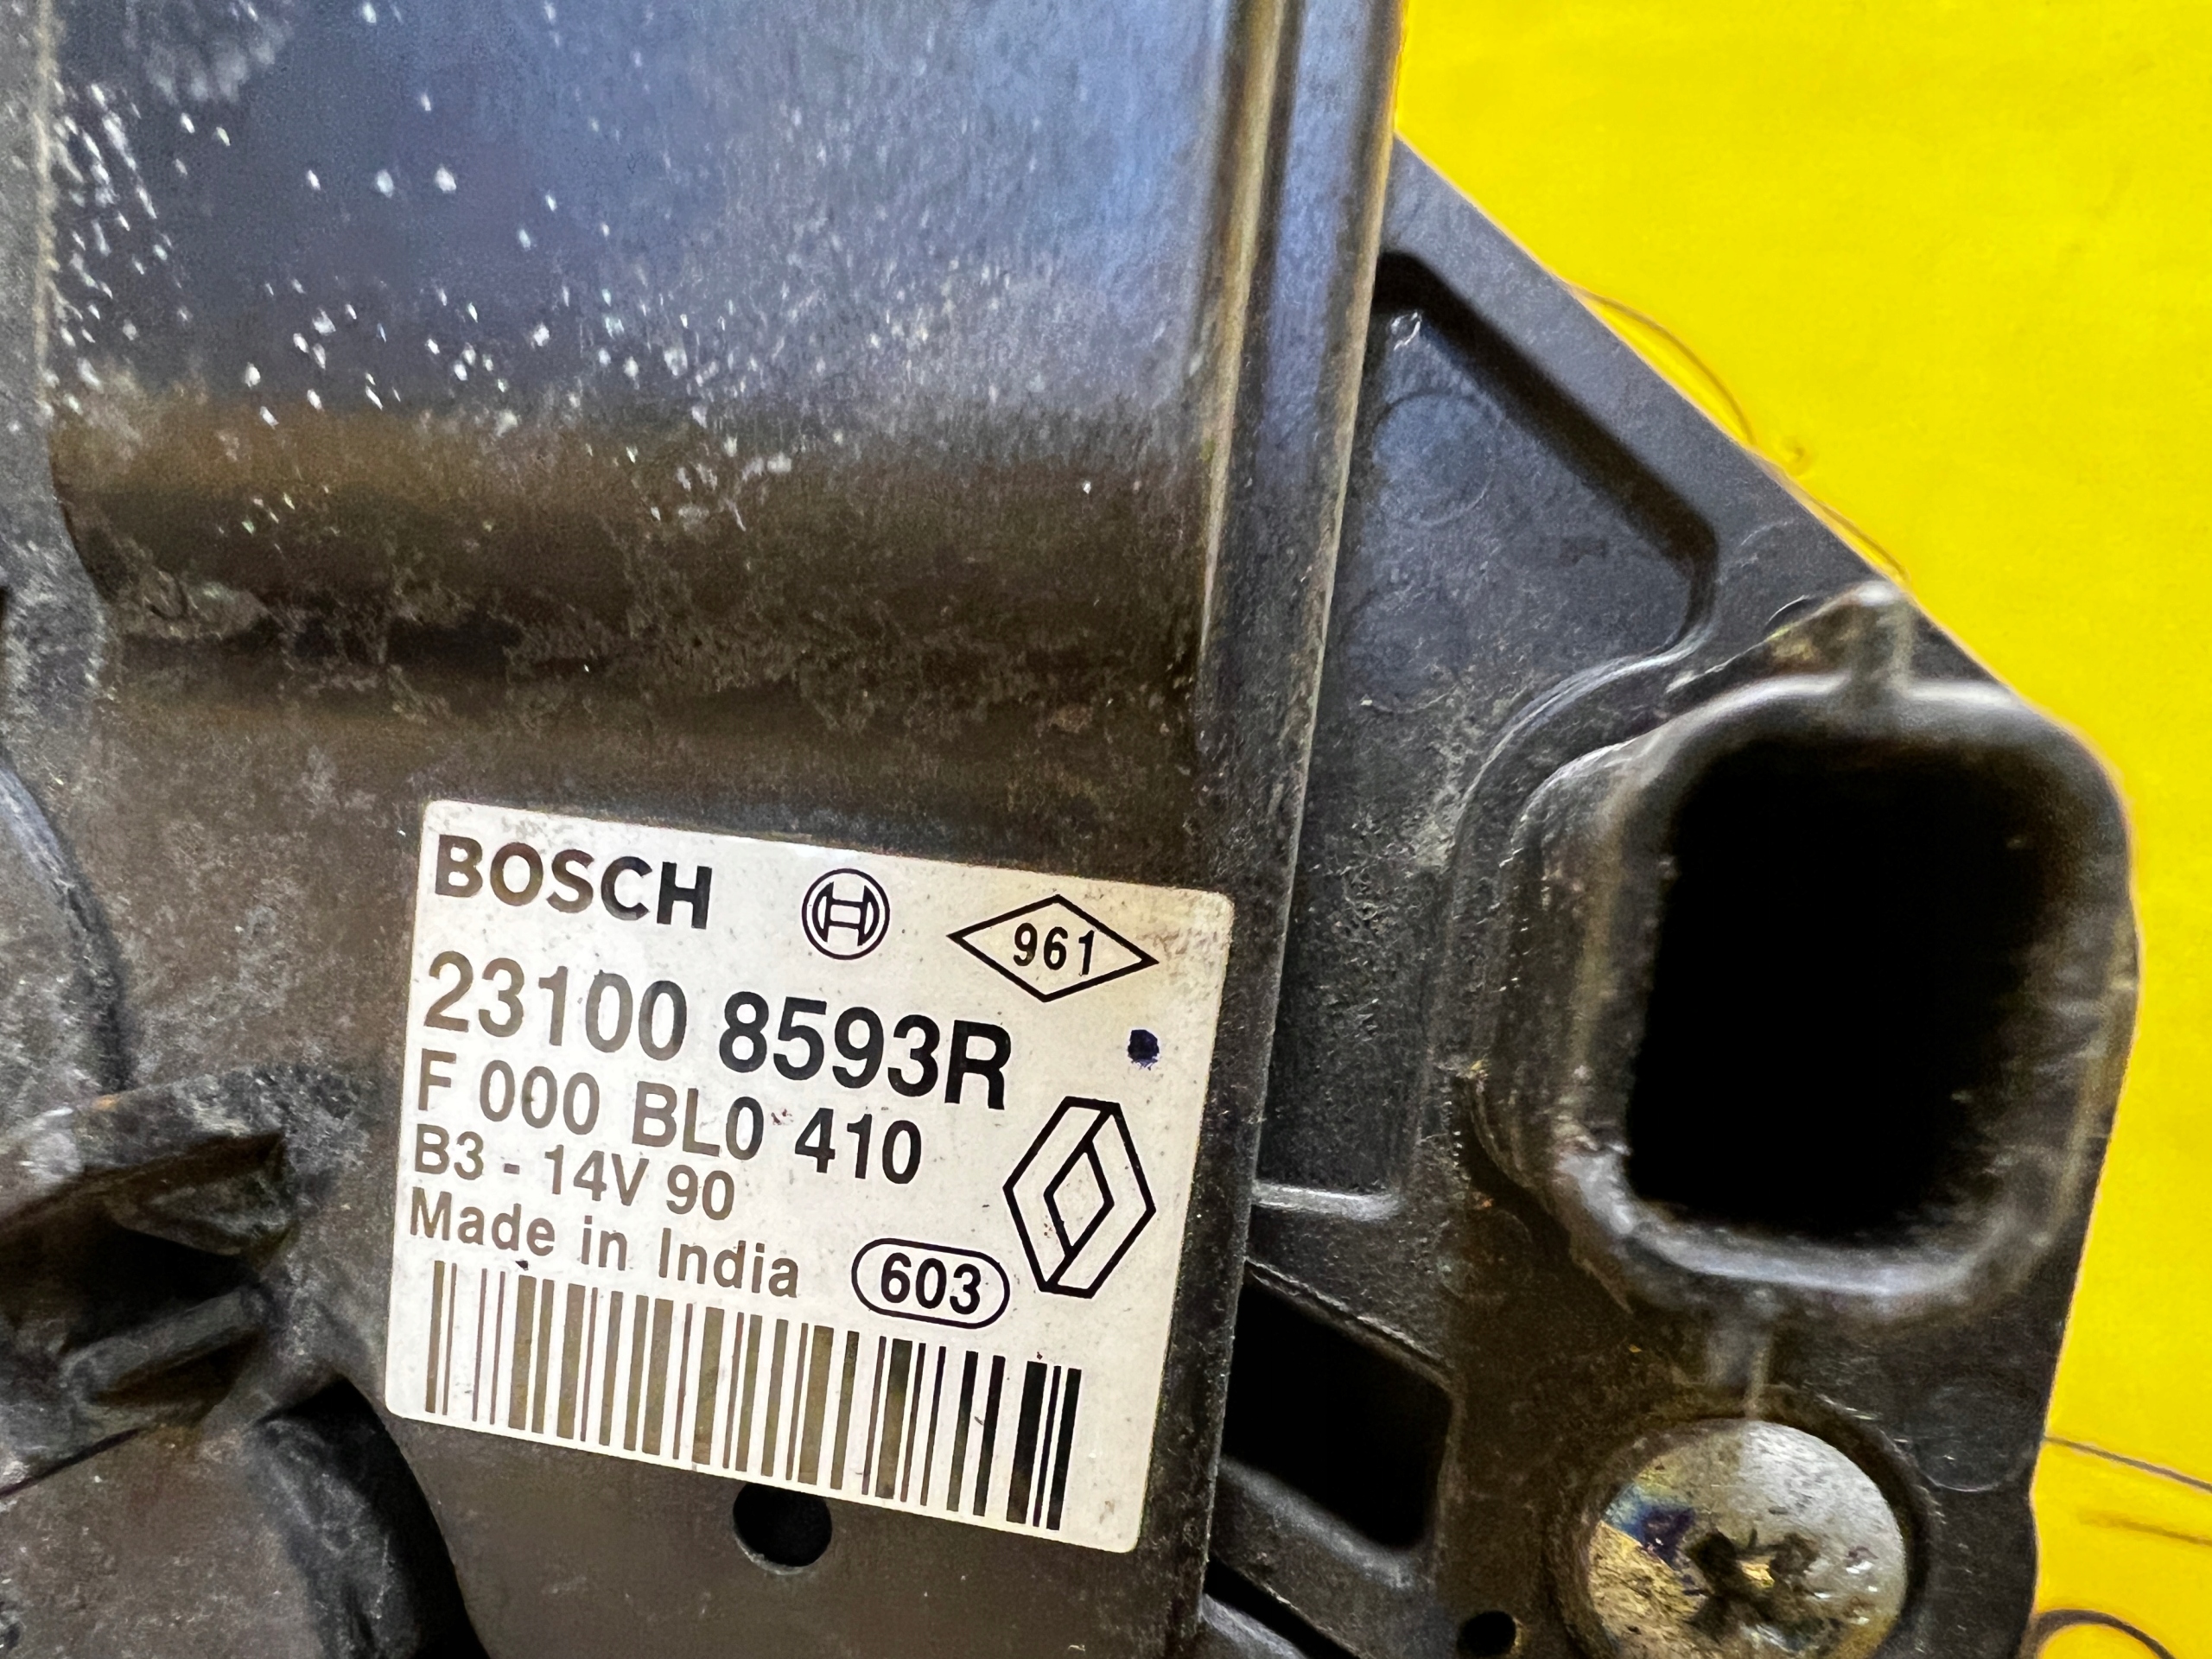 BOSCH 961
23100 8593R
F 000 BL0 410
B3 - 14V 90
Made in India 603